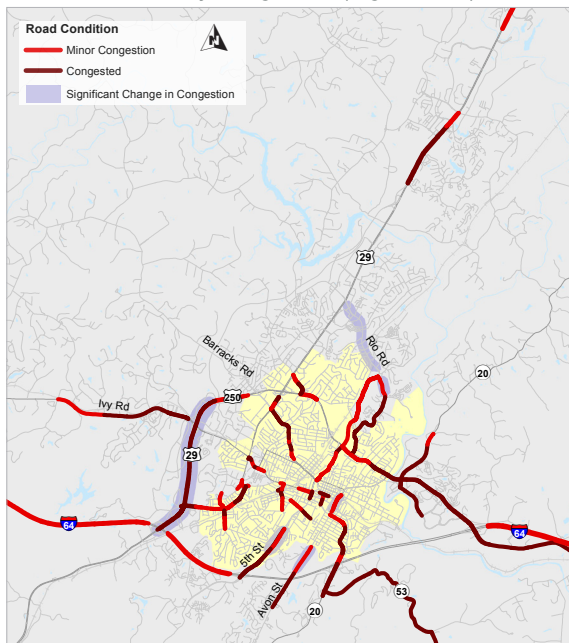 Road Condition
N
Minor Congestion
Congested
Significant Change in Congestion
29
Barracks Rd
Rio Rd
20
250
Ivy Rd
29
64
64
5th St
Avon St
20
53